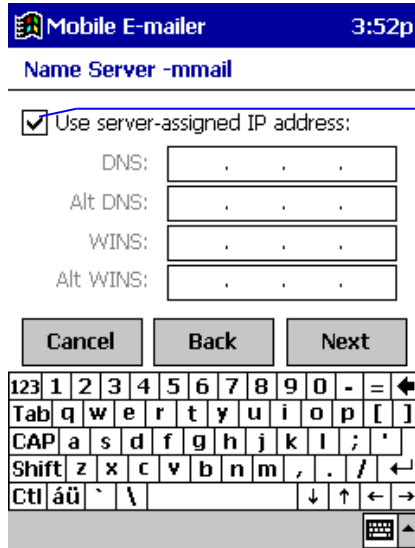 Mobile E-mailer 3:52p
Name Server -mmail
Use server-assigned IP address:
DNS: . . .
Alt DNS: . . .
WINS: . . .
Alt WINS: . . .
Cancel Back Next
123 1 2 3 4 5 6 7 8 9 0 - = ←
Tab q w e r t y u i o p [ ]
CAP a s d f g h j k l ; '
Shift z x c v b n m , . / ↵
Ctl áü ` \ ↓ ↑ ← →